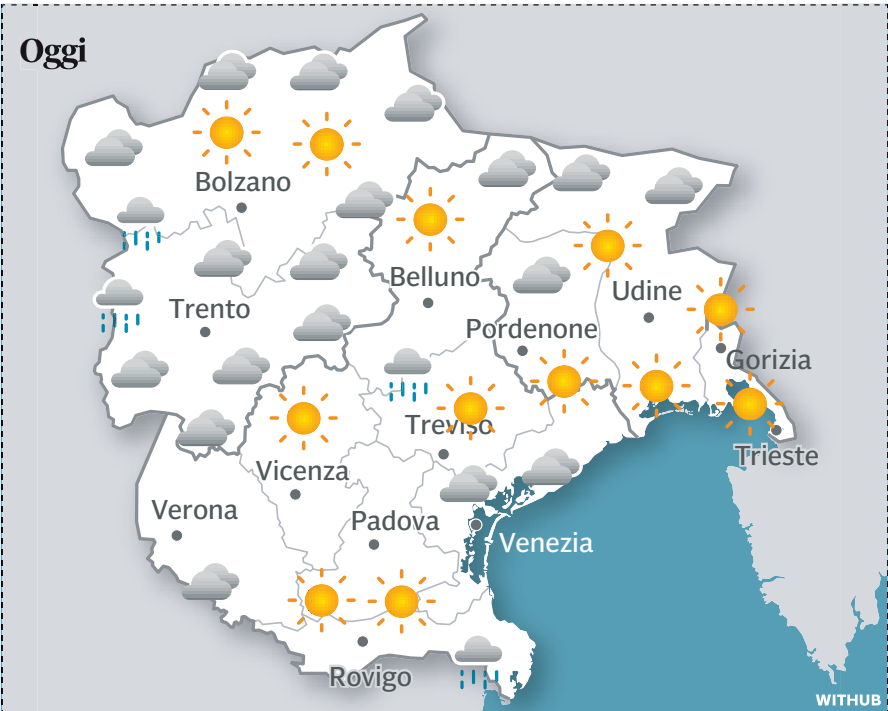 Oggi
Bolzano
Belluno
Trento
Udine
Pordenone
Gorizia
Treviso
Trieste
Vicenza
Verona
Padova
Venezia
Rovigo
WITHUB